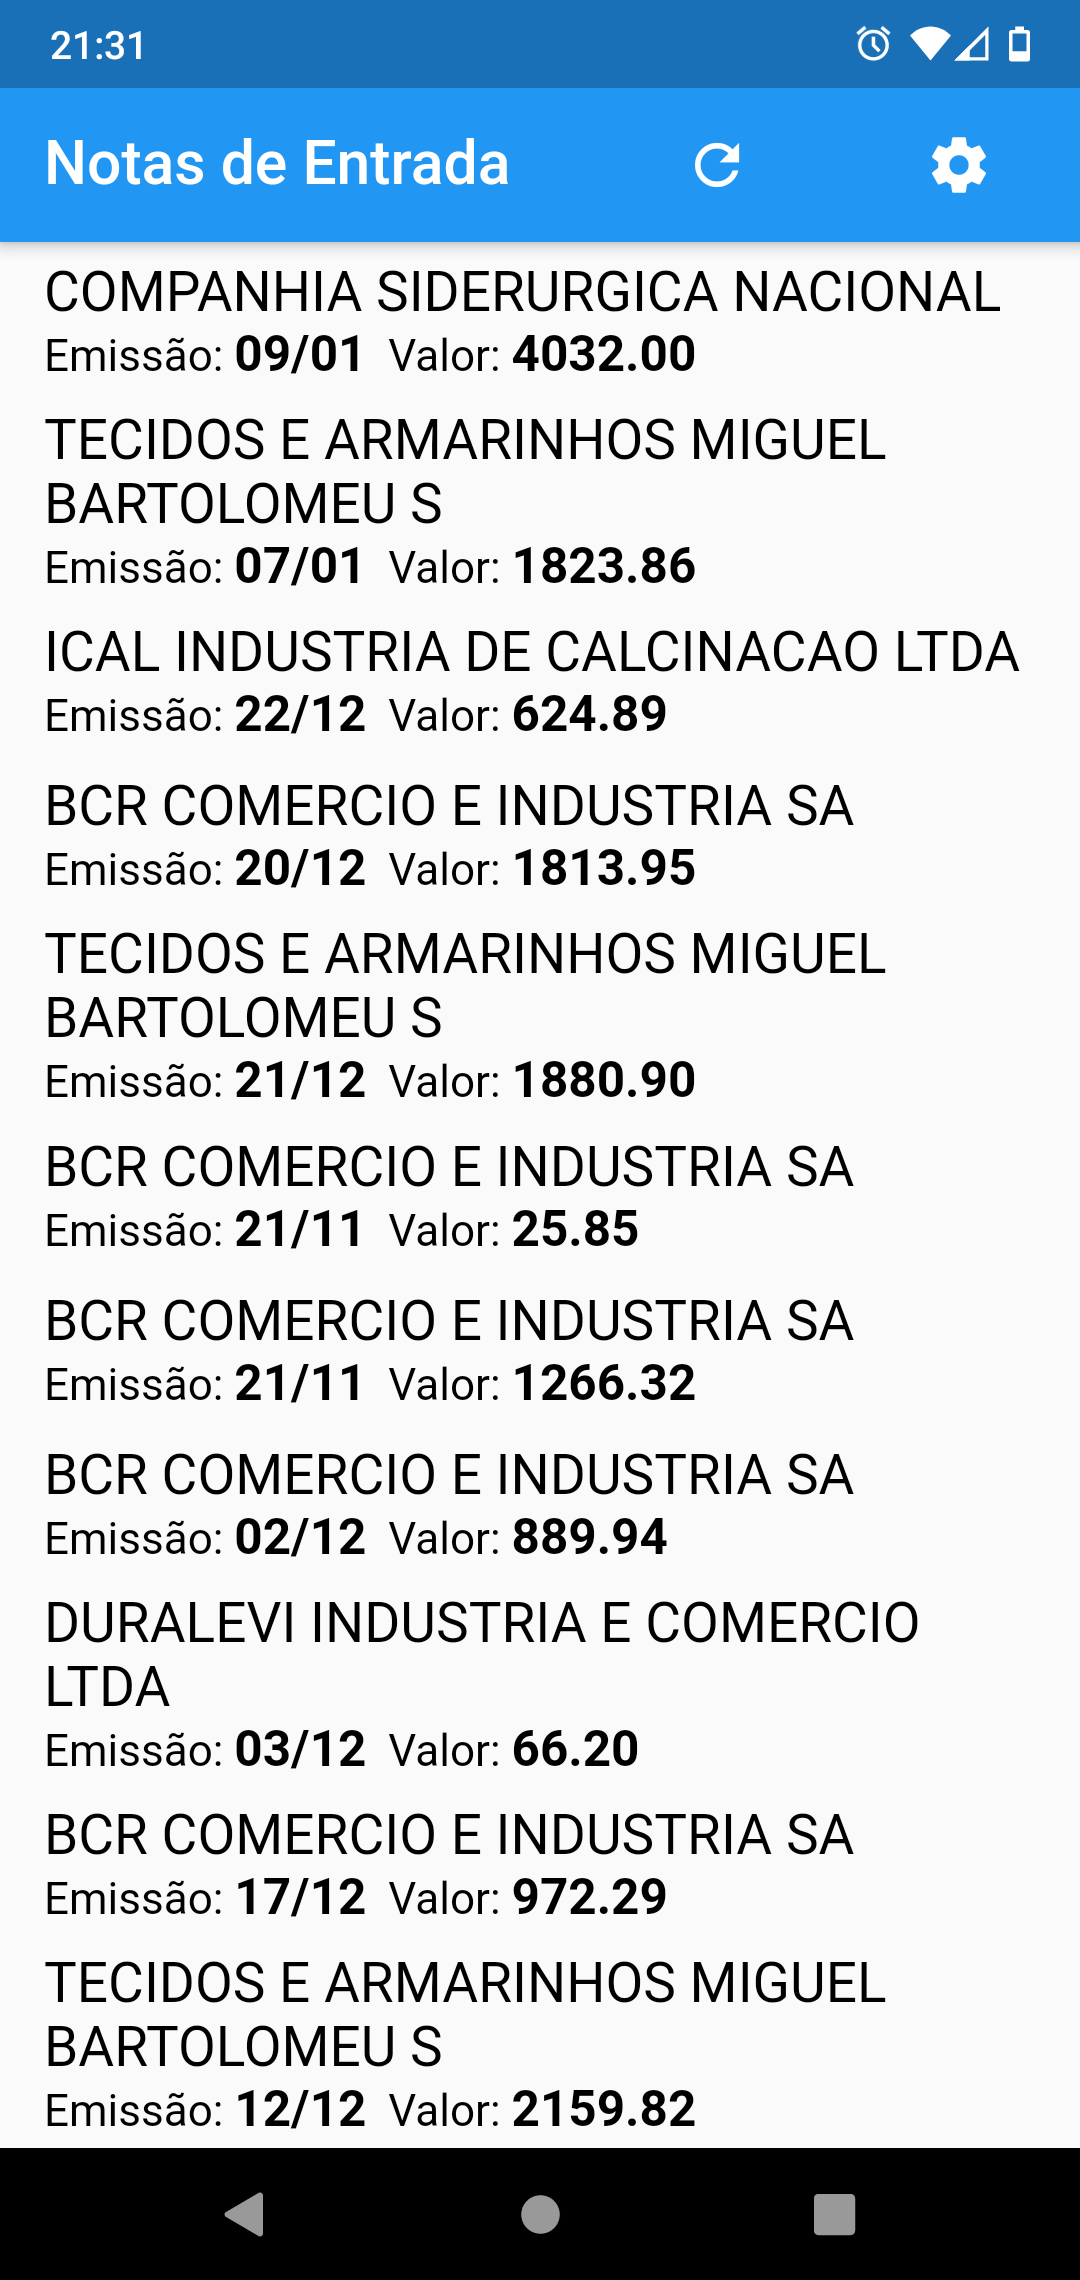 21:31
Notas de Entrada
COMPANHIA SIDERURGICA NACIONAL
Emissão: 09/01 Valor: 4032.00
TECIDOS E ARMARINHOS MIGUEL
BARTOLOMEU S
Emissão: 07/01 Valor: 1823.86
ICAL INDUSTRIA DE CALCINACAO LTDA
Emissão: 22/12 Valor: 624.89
BCR COMERCIO E INDUSTRIA SA
Emissão: 20/12 Valor: 1813.95
TECIDOS E ARMARINHOS MIGUEL
BARTOLOMEU S
Emissão: 21/12 Valor: 1880.90
BCR COMERCIO E INDUSTRIA SA
Emissão: 21/11 Valor: 25.85
BCR COMERCIO E INDUSTRIA SA
Emissão: 21/11 Valor: 1266.32
BCR COMERCIO E INDUSTRIA SA
Emissão: 02/12 Valor: 889.94
DURALEVI INDUSTRIA E COMERCIO
LTDA
Emissão: 03/12 Valor: 66.20
BCR COMERCIO E INDUSTRIA SA
Emissão: 17/12 Valor: 972.29
TECIDOS E ARMARINHOS MIGUEL
BARTOLOMEU S
Emissão: 12/12 Valor: 2159.82